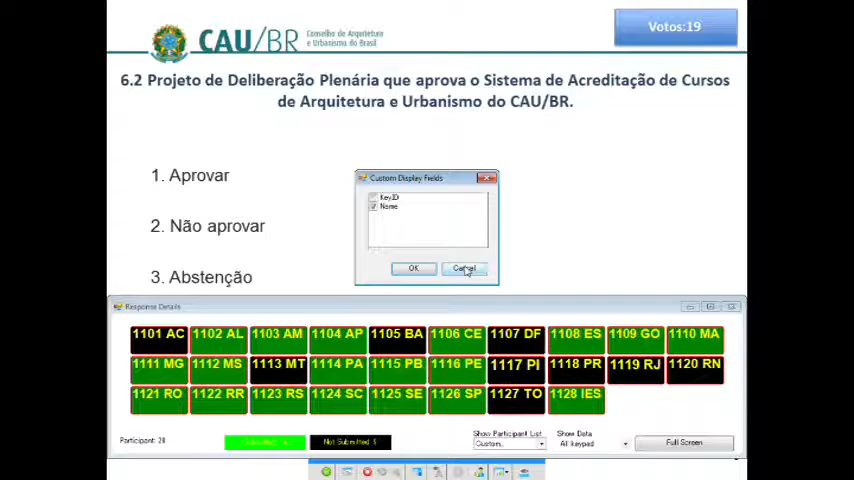 CAU/BR
Conselho de Arquitetura
e Urbanismo do Brasil
Votos:19
6.2 Projeto de Deliberação Plenária que aprova o Sistema de Acreditação de Cursos
de Arquitetura e Urbanismo do CAU/BR.
1. Aprovar
2. Não aprovar
3. Abstenção
Custom Display Fields
KeyID
Name
OK
Cancel
Response Details
1101 AC 1102 AL 1103 AM 1104 AP 1105 BA 1106 CE 1107 DF 1108 ES 1109 GO 1110 MA
1111 MG 1112 MS 1113 MT 1114 PA 1115 PB 1116 PE 1117 PI 1118 PR 1119 RJ 1120 RN
1121 RO 1122 RR 1123 RS 1124 SC 1125 SE 1126 SP 1127 TO 1128 IES
Participant: 28
Not Submitted:
Show Participant List
Custom..
Show Data
All keypad
Full Screen